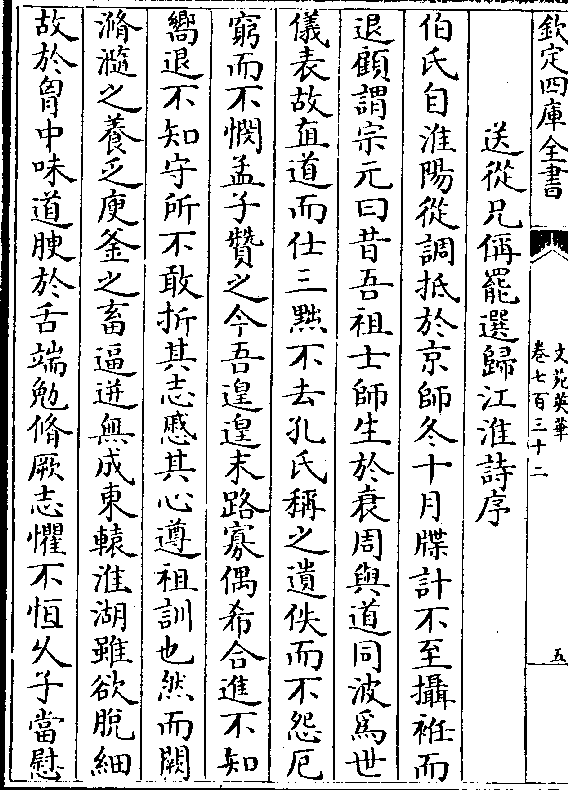 欽定四庫全書
文苑英華
卷七百三十二
五
送從兄偁罷選歸江淮詩序
伯氏自淮陽從調抵於京師冬十月牒計不至攝袵而
退顧謂宗元曰昔吾祖士師生於衰周與道同波為世
儀表故直道而仕三黜不去孔氏稱之遺佚而不怨厄
窮而不憫孟子贊之今吾遑遑末路寡偶希合進不知
嚮退不知守所不敢折其志慼其心遵祖訓也然而闕
滫瀡之養乏庾釜之畜逼迸無成東轅淮湖雖欲脫細
故於胷中味道腴於舌端勉脩厥志懼不恒久子當慰